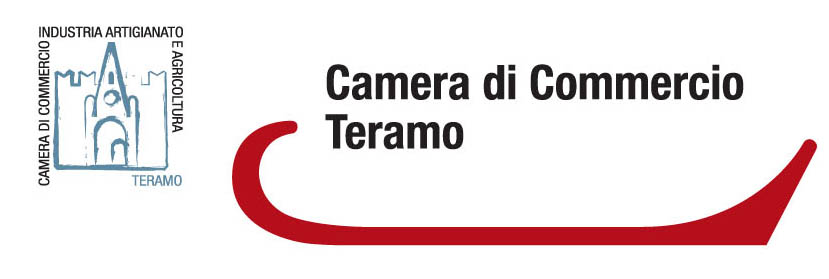 CAMERA DI COMMERCIO
INDUSTRIA ARTIGIANATO
E AGRICOLTURA
TERAMO
Camera di Commercio
Teramo